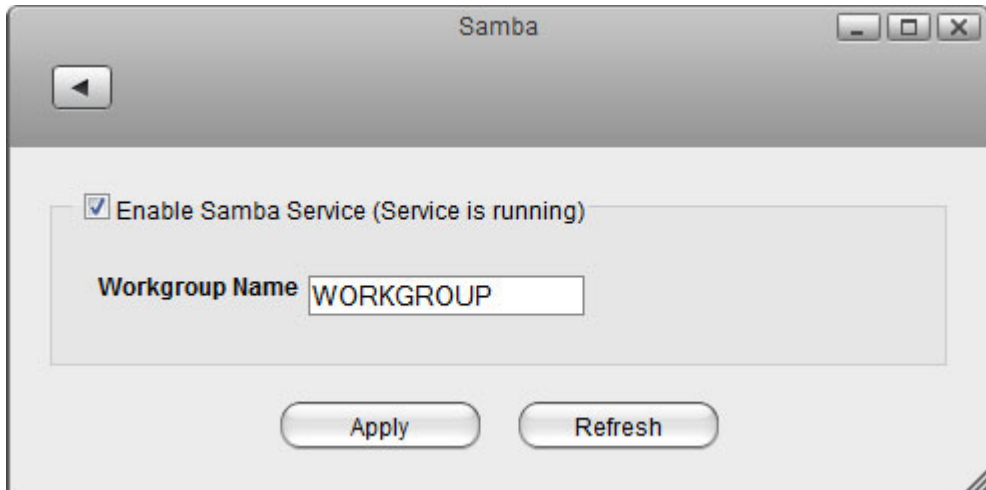 Samba
Enable Samba Service (Service is running)
Workgroup Name WORKGROUP
Apply Refresh